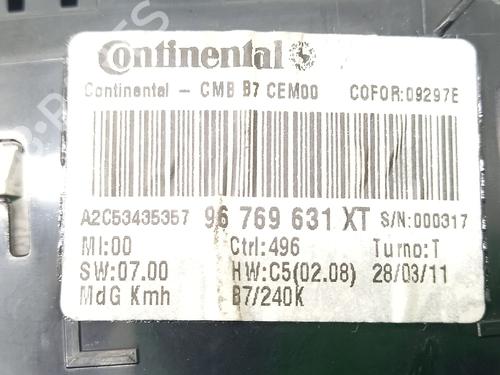 Continental
Continental - CMB B7 CEM00 COFOR:09297E
A2C53435357 96 769 631 XT S/N:000317
MI:00 Ctrl:496 Turno:T
SW:07.00 HW:C5(02.08) 28/03/11
MdG Kmh B7/240K